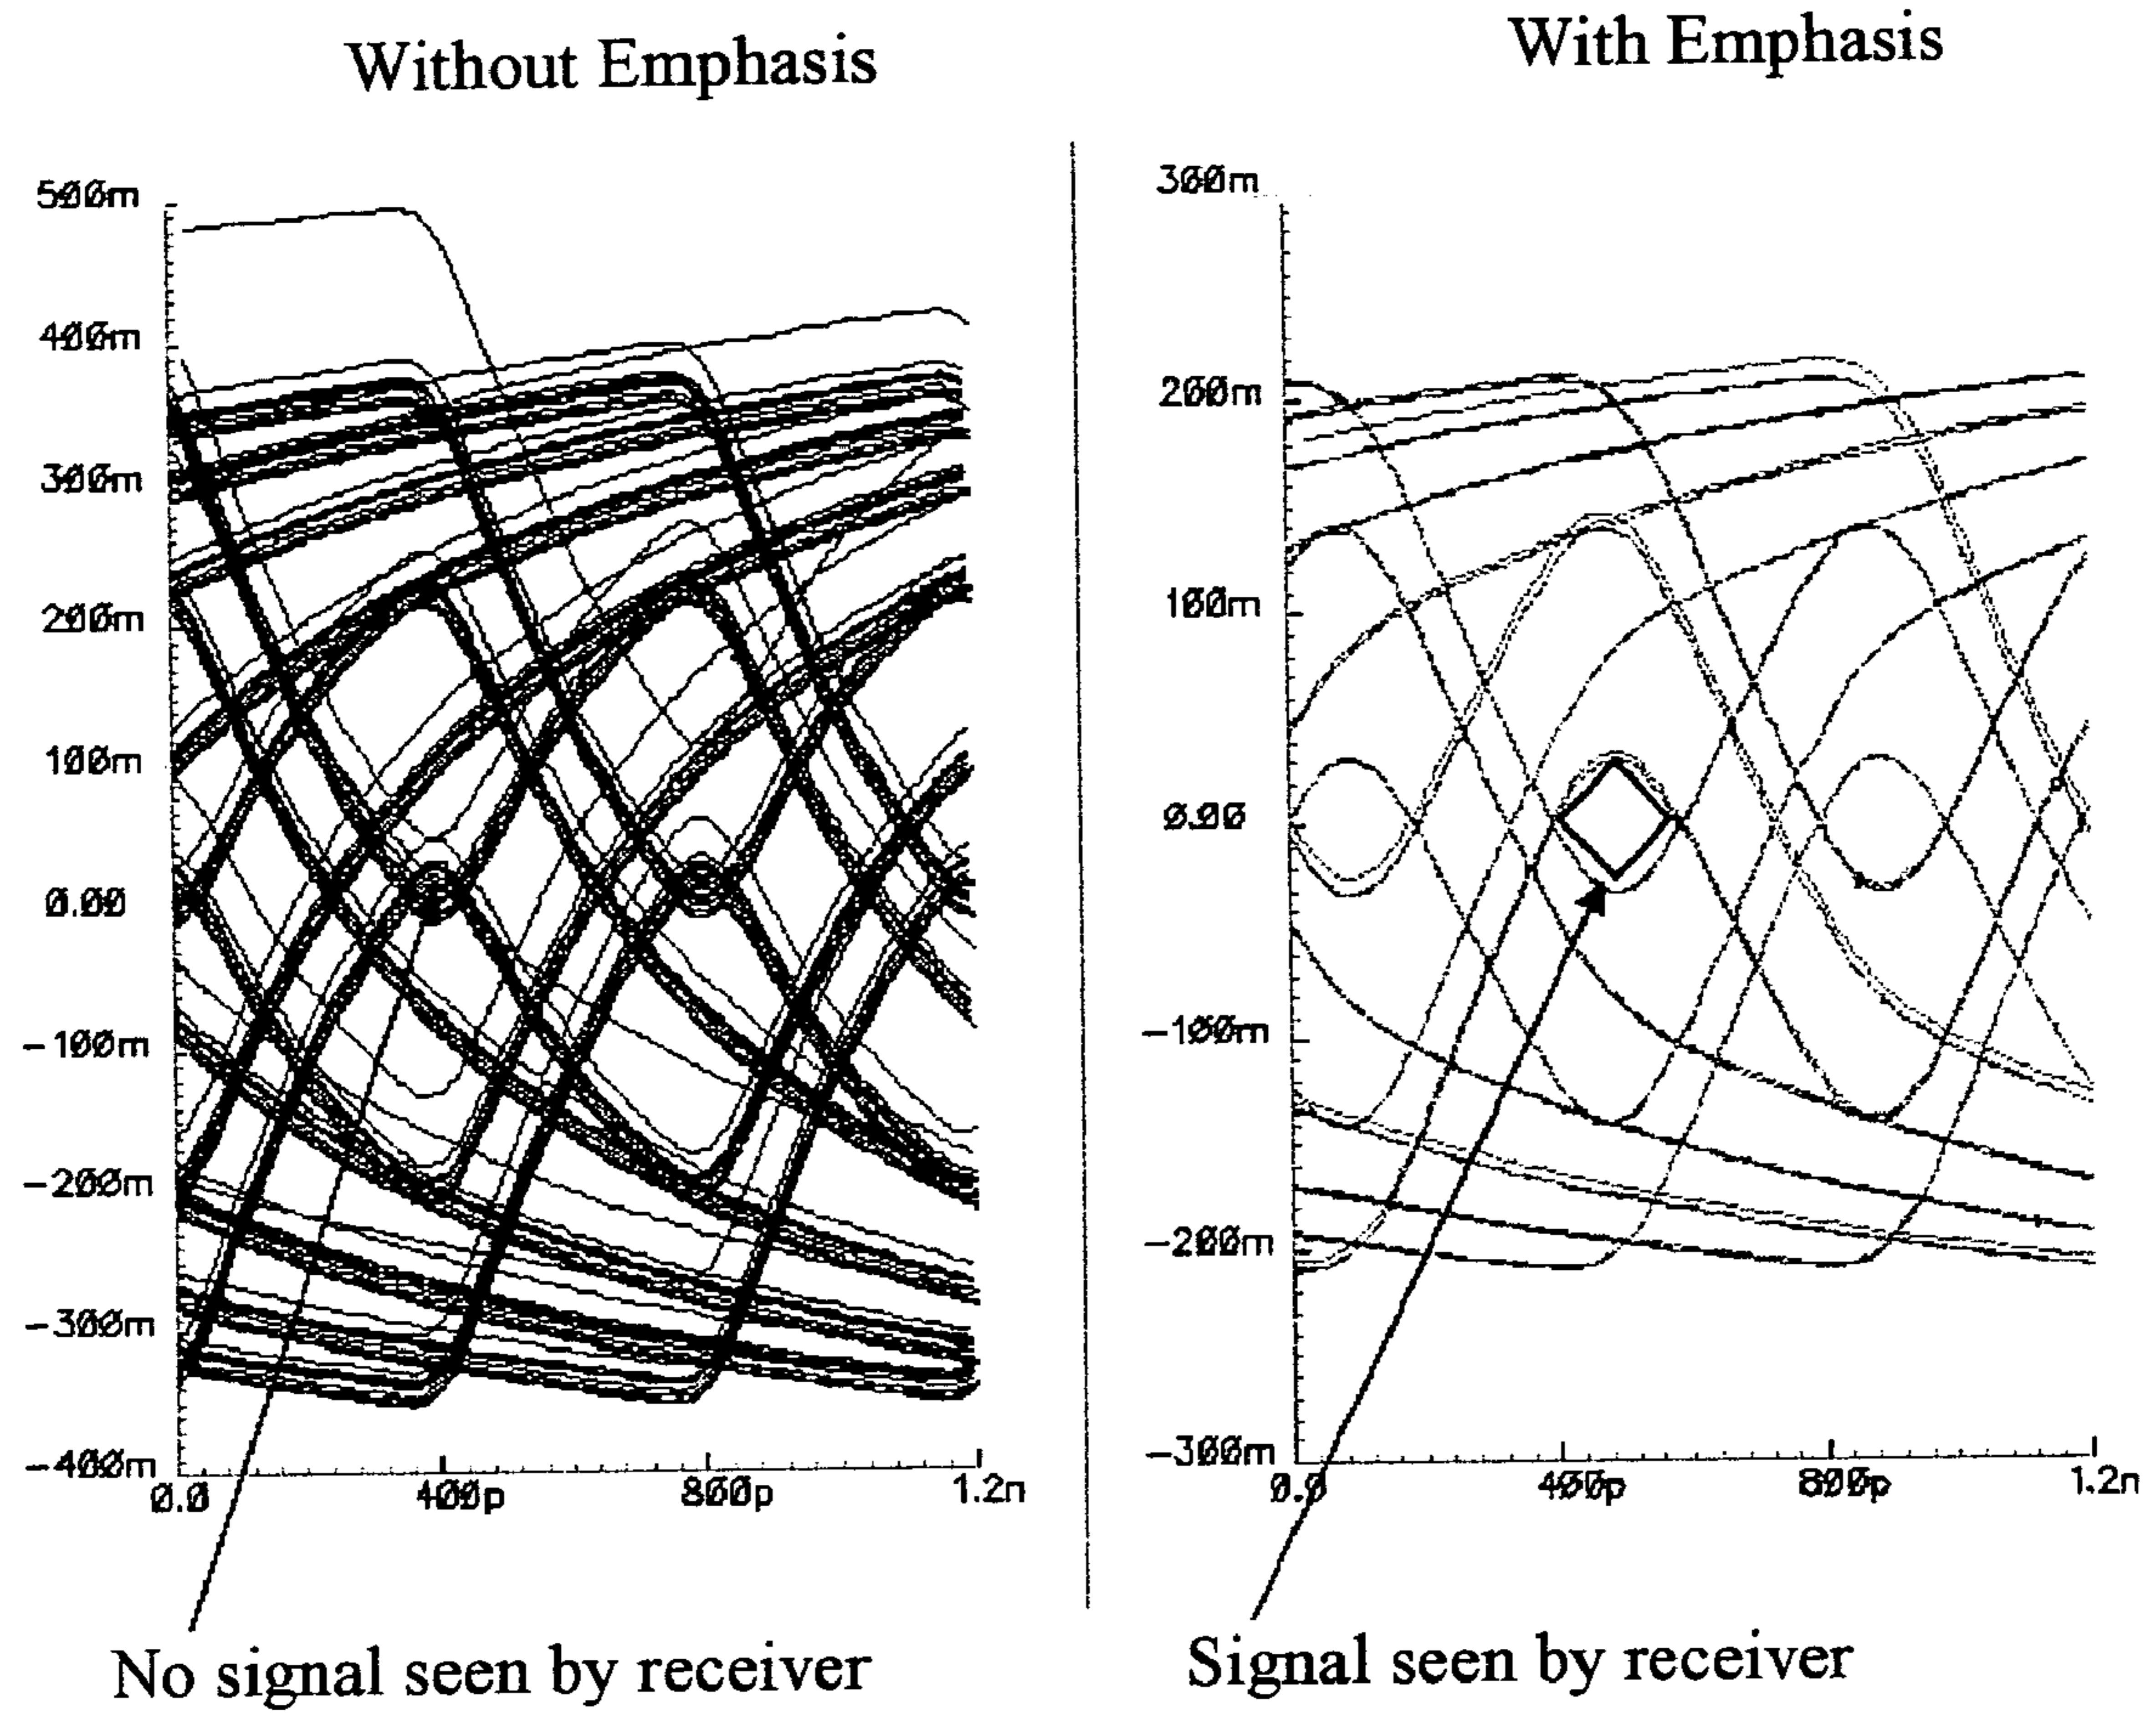 Without Emphasis
With Emphasis
500m
400m
300m
200m
100m
0.00
-100m
-200m
-300m
-400m
0.0
400p
800p
1.2n
300m
200m
100m
0.00
-100m
-200m
-300m
0.0
400p
800p
1.2n
No signal seen by receiver
Signal seen by receiver